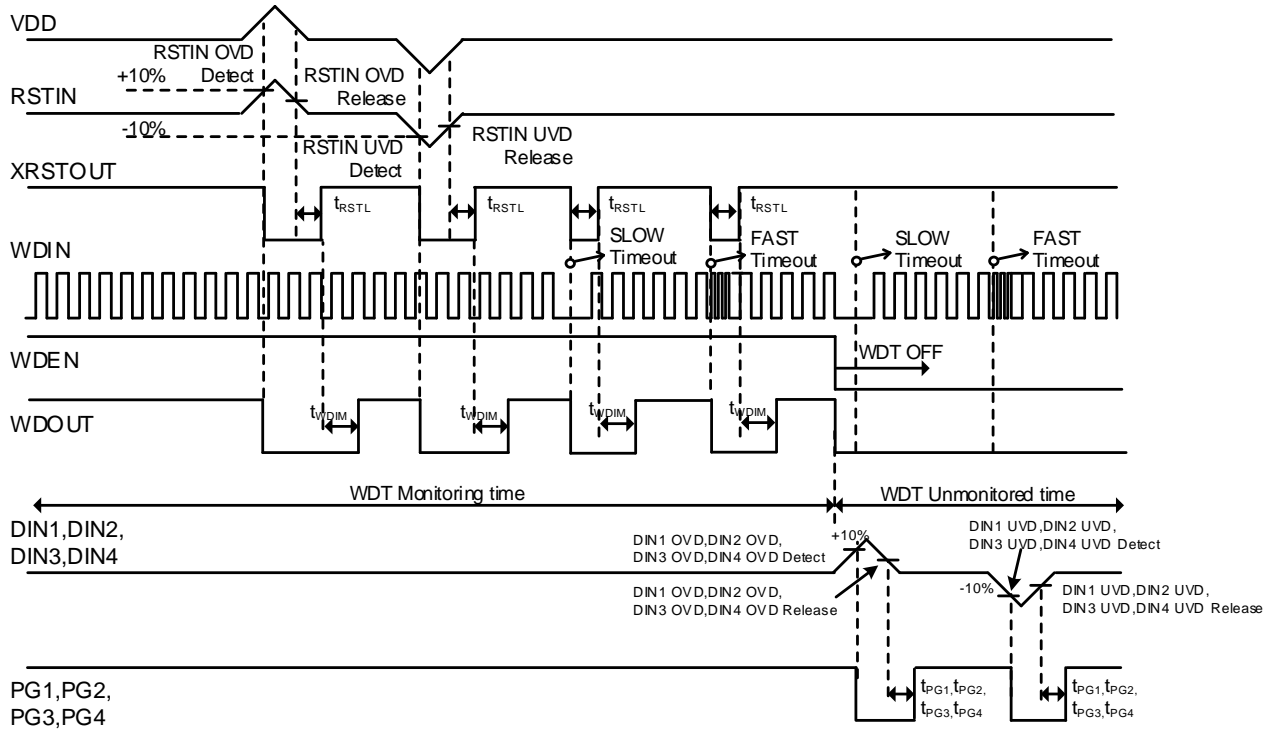 VDD
RSTIN OVD
Detect
+10%
RSTIN OVD
Release
RSTIN
-10%
RSTIN UVD
Detect
RSTIN UVD
Release
XRSTOUT
tRSTL
tRSTL
tRSTL
tRSTL
SLOW
Timeout
FAST
Timeout
SLOW
Timeout
FAST
Timeout
WDIN
WDEN
WDT OFF
WDOUT
tWDIM
tWDIM
tWDIM
tWDIM
WDT Monitoring time
WDT Unmonitored time
DIN1,DIN2,
DIN3,DIN4
DIN1 OVD,DIN2 OVD,
DIN3 OVD,DIN4 OVD Detect
+10%
DIN1 UVD,DIN2 UVD,
DIN3 UVD,DIN4 UVD Detect
DIN1 OVD,DIN2 OVD,
DIN3 OVD,DIN4 OVD Release
-10%
DIN1 UVD,DIN2 UVD,
DIN3 UVD,DIN4 UVD Release
PG1,PG2,
PG3,PG4
tPG1,tPG2,
tPG3,tPG4
tPG1,tPG2,
tPG3,tPG4